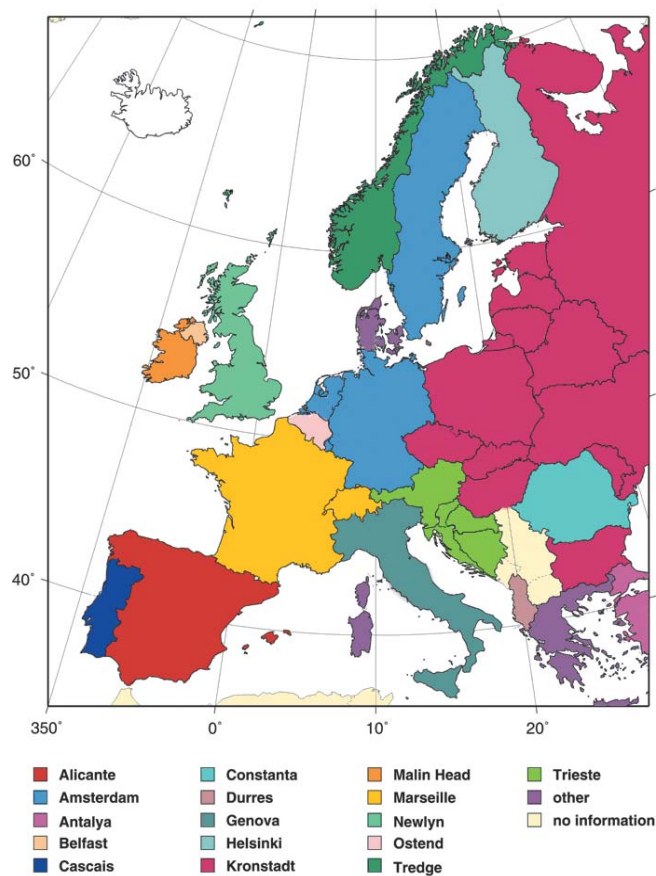 60°
50°
40°
350°
0°
10°
20°
Alicante
Amsterdam
Antalya
Belfast
Cascais
Constanta
Durres
Genova
Helsinki
Kronstadt
Malin Head
Marseille
Newlyn
Ostend
Tredge
Trieste
other
no information